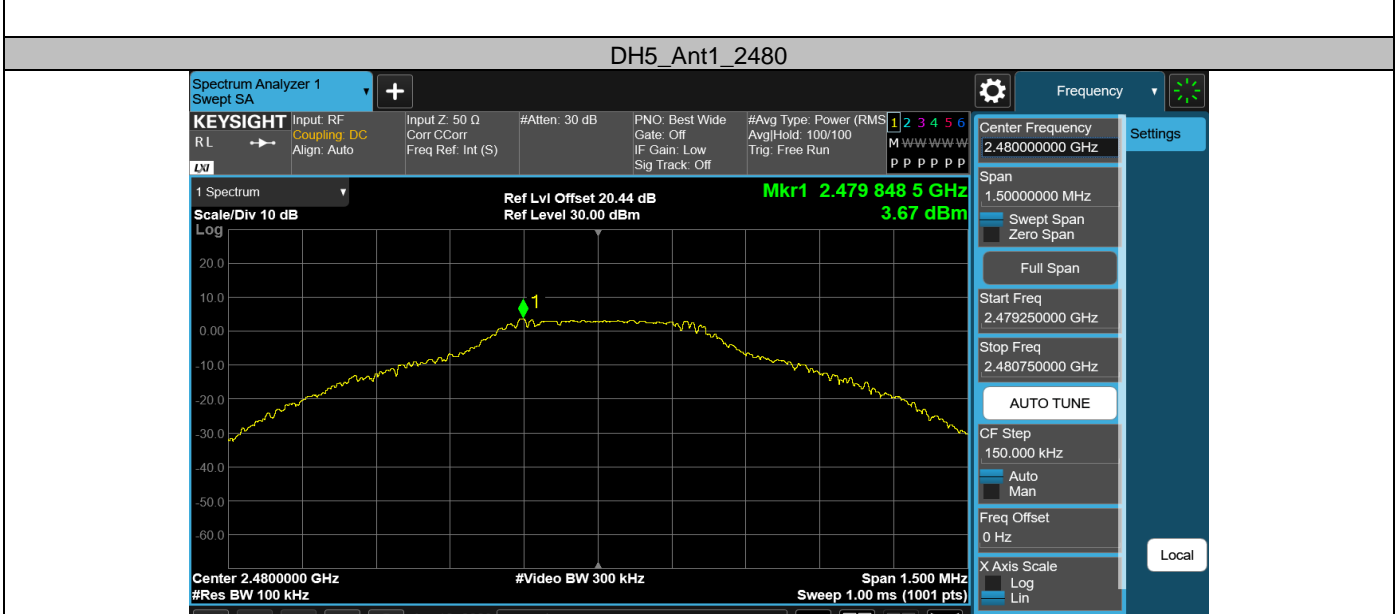 DH5_Ant1_2480
Spectrum Analyzer 1
Swept SA
+
Frequency
KEYSIGHT
RL
LXI
Input: RF
Coupling: DC
Align: Auto
Input Z: 50 Ω
Corr CCorr
Freq Ref: Int (S)
#Atten: 30 dB
PNO: Best Wide
Gate: Off
IF Gain: Low
Sig Track: Off
#Avg Type: Power (RMS
Avg|Hold: 100/100
Trig: Free Run
1 2 3 4 5 6
M W W W W W
P P P P P P
1 Spectrum
Scale/Div 10 dB
Log
Ref Lvl Offset 20.44 dB
Ref Level 30.00 dBm
Mkr1 2.479 848 5 GHz
3.67 dBm
20.0
10.0
0.00
-10.0
-20.0
-30.0
-40.0
-50.0
-60.0
1
Center 2.4800000 GHz
#Res BW 100 kHz
#Video BW 300 kHz
Span 1.500 MHz
Sweep 1.00 ms (1001 pts)
Center Frequency
2.480000000 GHz
Settings
Span
1.50000000 MHz
Swept Span
Zero Span
Full Span
Start Freq
2.479250000 GHz
Stop Freq
2.480750000 GHz
AUTO TUNE
CF Step
150.000 kHz
Auto
Man
Freq Offset
0 Hz
X Axis Scale
Log
Lin
Local